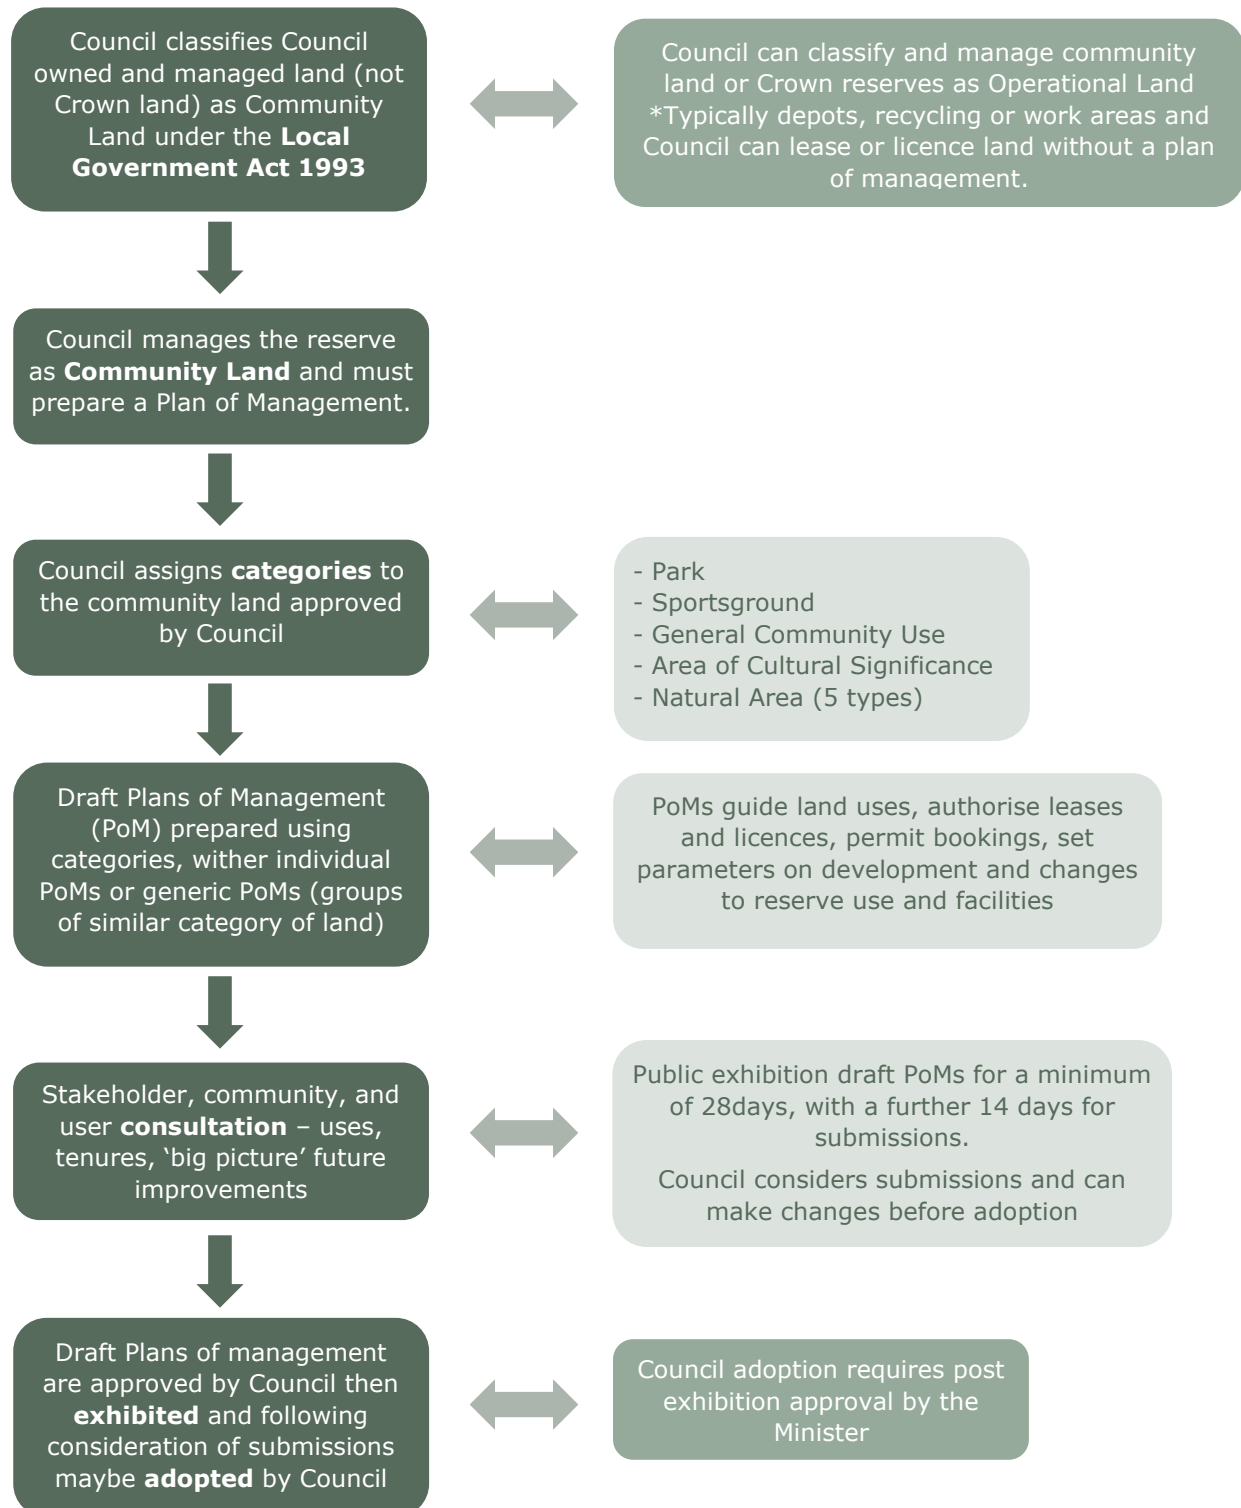 Council classifies Council
owned and managed land (not
Crown land) as Community
Land under the Local
Government Act 1993
Council can classify and manage community
land or Crown reserves as Operational Land
*Typically depots, recycling or work areas and
Council can lease or licence land without a plan
of management.
Council manages the reserve
as Community Land and must
prepare a Plan of Management.
Council assigns categories to
the community land approved
by Council
- Park
- Sportsground
- General Community Use
- Area of Cultural Significance
- Natural Area (5 types)
Draft Plans of Management
(PoM) prepared using
categories, wither individual
PoMs or generic PoMs (groups
of similar category of land)
PoMs guide land uses, authorise leases
and licences, permit bookings, set
parameters on development and changes
to reserve use and facilities
Stakeholder, community, and
user consultation – uses,
tenures, ‘big picture’ future
improvements
Public exhibition draft PoMs for a minimum
of 28days, with a further 14 days for
submissions.
Council considers submissions and can
make changes before adoption
Draft Plans of management
are approved by Council then
exhibited and following
consideration of submissions
maybe adopted by Council
Council adoption requires post
exhibition approval by the
Minister